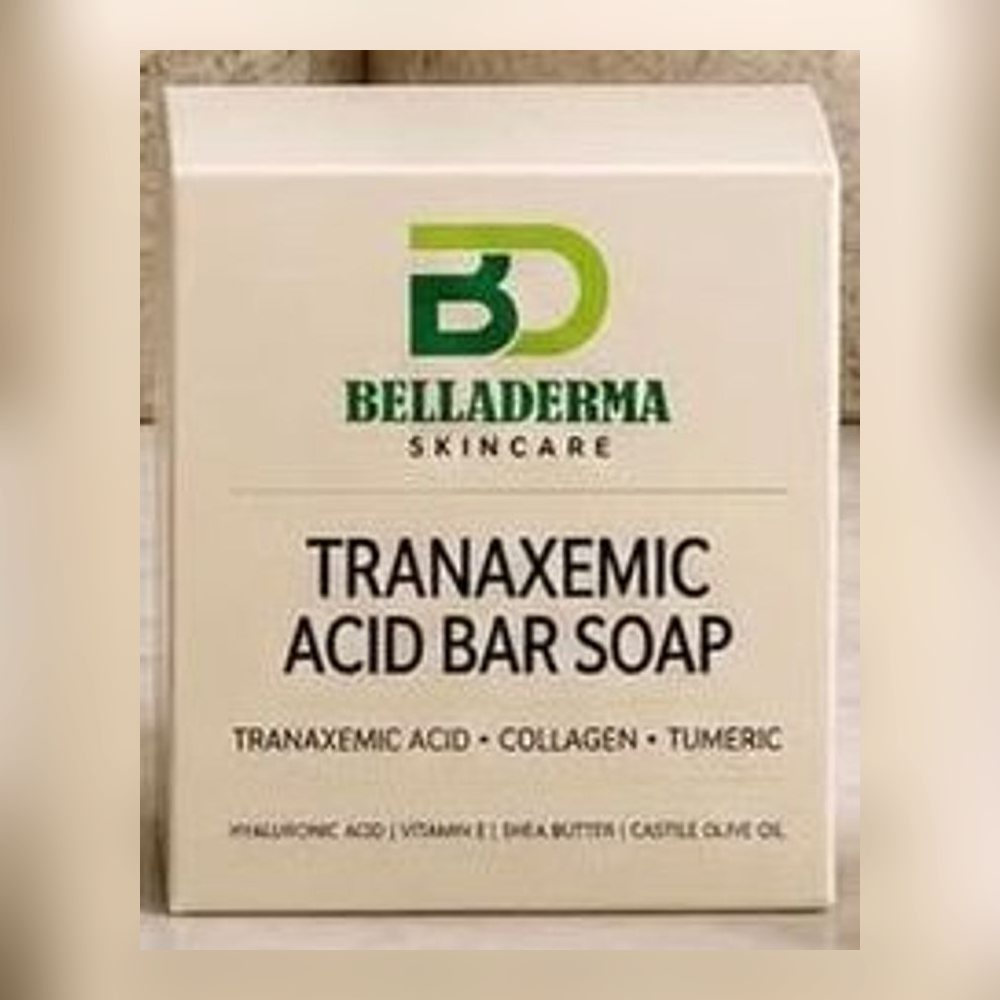 BD
BELLADERMA
SKINCARE
TRANAXEMIC
ACID BAR SOAP
TRANAXEMIC ACID • COLLAGEN • TUMERIC
HYALURONIC ACID | VITAMIN E | SHEA BUTTER | CASTILE OLIVE OIL